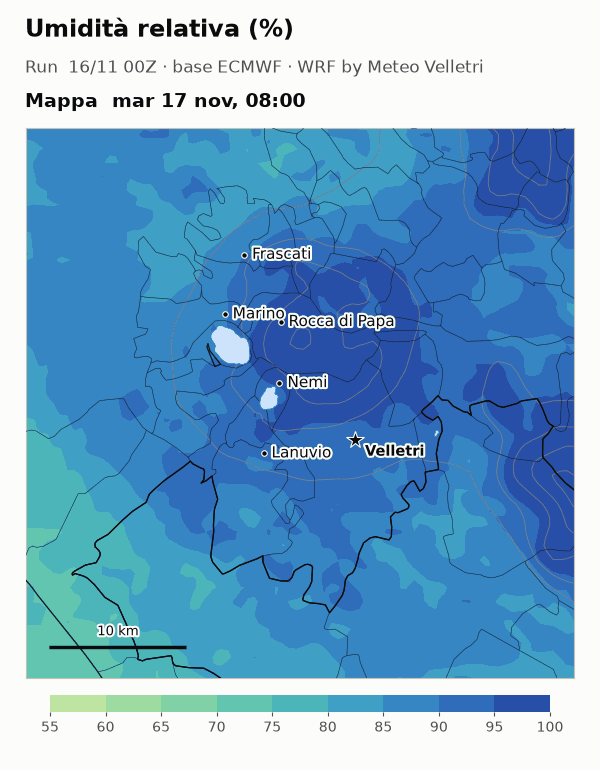 Umidità relativa (%)
Run  16/11 00Z · base ECMWF · WRF by Meteo Velletri
Mappa  mar 17 nov, 08:00
Frascati
Marino
Rocca di Papa
Nemi
Velletri
Lanuvio
10 km
55 60 65 70 75 80 85 90 95 100